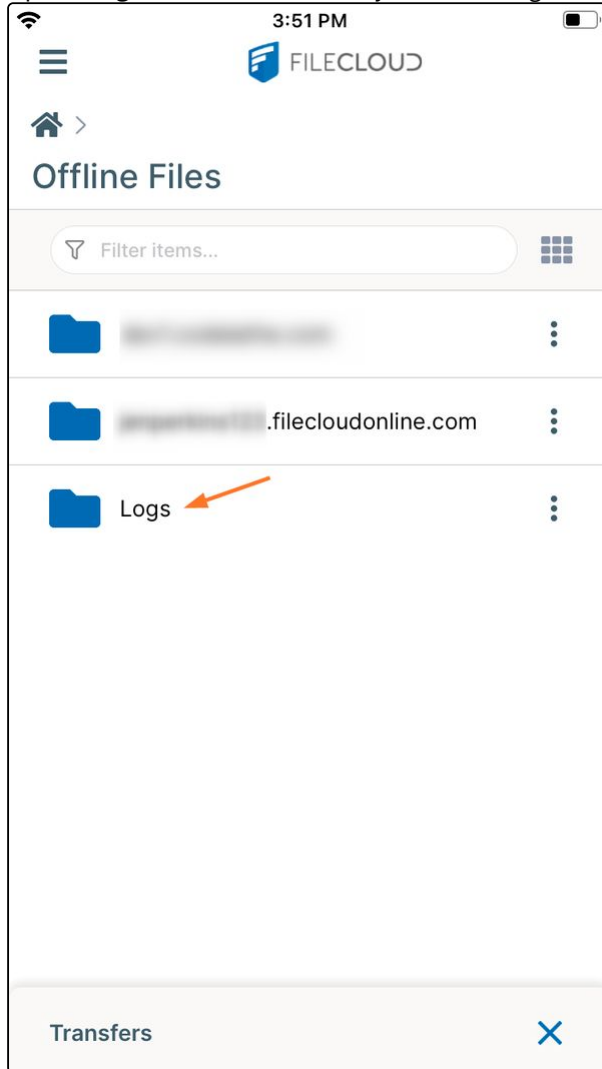 3:51 PM
FILECLOUD
Offline Files
Filter items...
.filecloudonline.com
Logs
Transfers